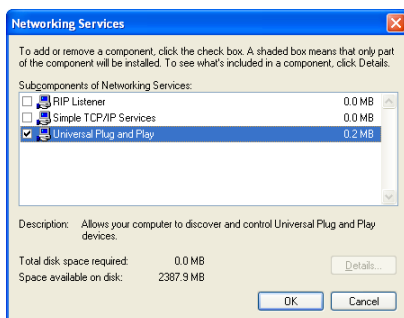 Networking Services
To add or remove a component, click the check box. A shaded box means that only part
of the component will be installed. To see what's included in a component, click Details.
Subcomponents of Networking Services:
RIP Listener 0.0 MB
Simple TCP/IP Services 0.0 MB
Universal Plug and Play 0.2 MB
Description: Allows your computer to discover and control Universal Plug and Play
devices.
Total disk space required: 0.0 MB
Space available on disk: 2387.9 MB
Details...
OK Cancel